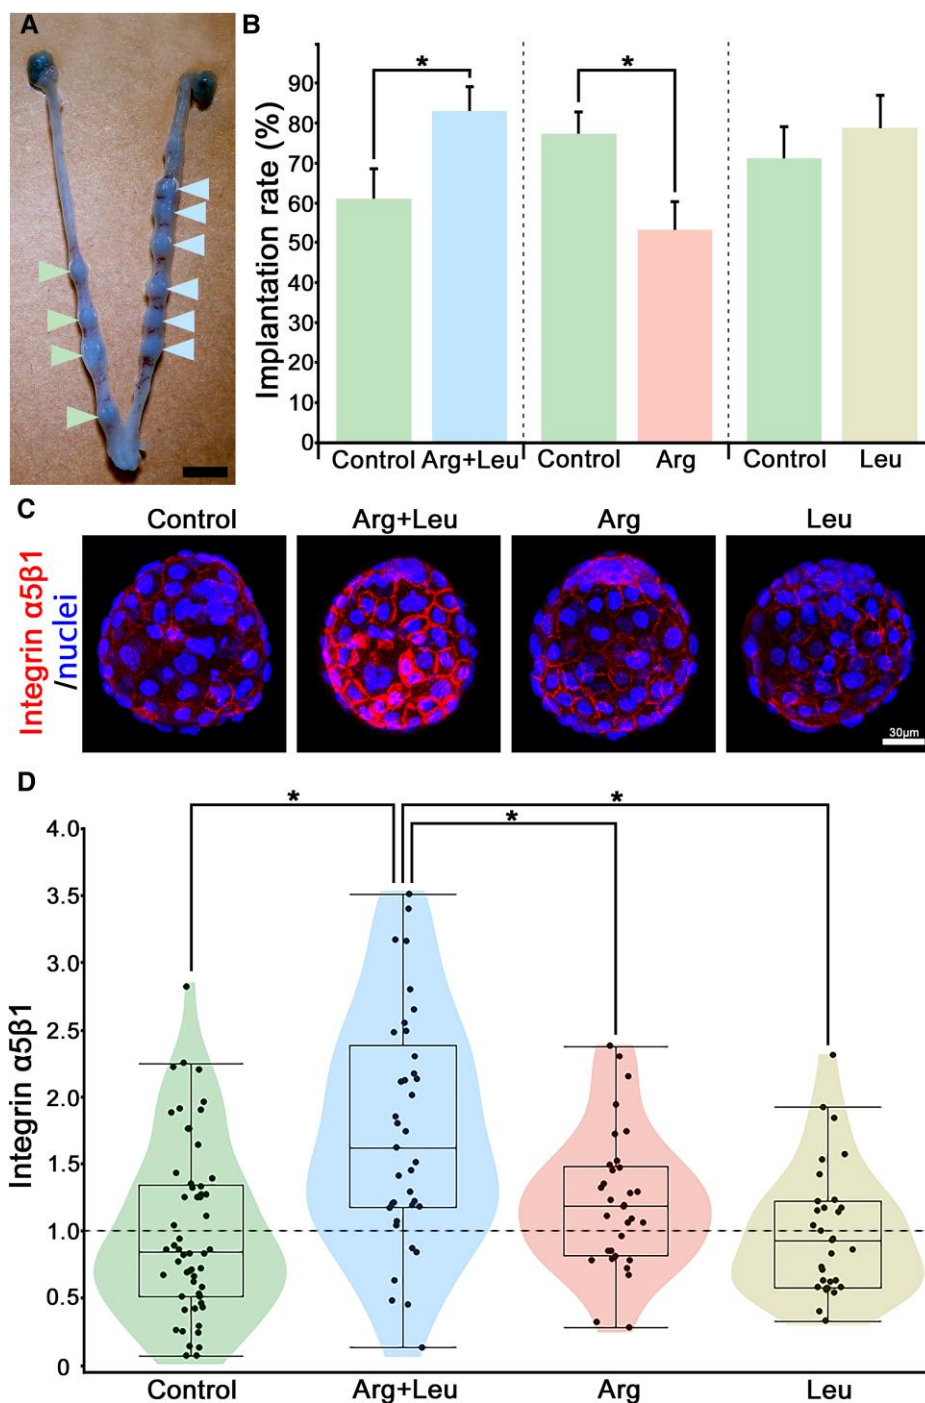 A
B
Implantation rate (%)
90
80
70
60
50
40
30
20
10
0
*
*
Control Arg+Leu Control Arg Control Leu
C
Control Arg+Leu Arg Leu
Integrin α5β1
/nuclei
30μm
D
* * *
Integrin α5β1
4.0
3.5
3.0
2.5
2.0
1.5
1.0
0.5
0
Control Arg+Leu Arg Leu